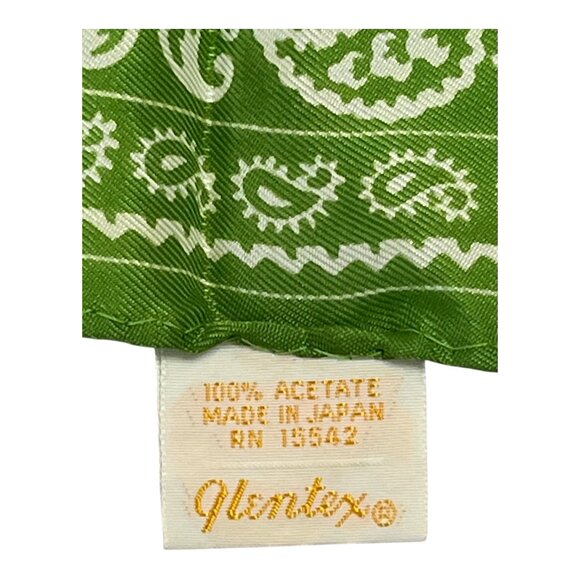 100% ACETATE
MADE IN JAPAN
RN 15542
glentex®